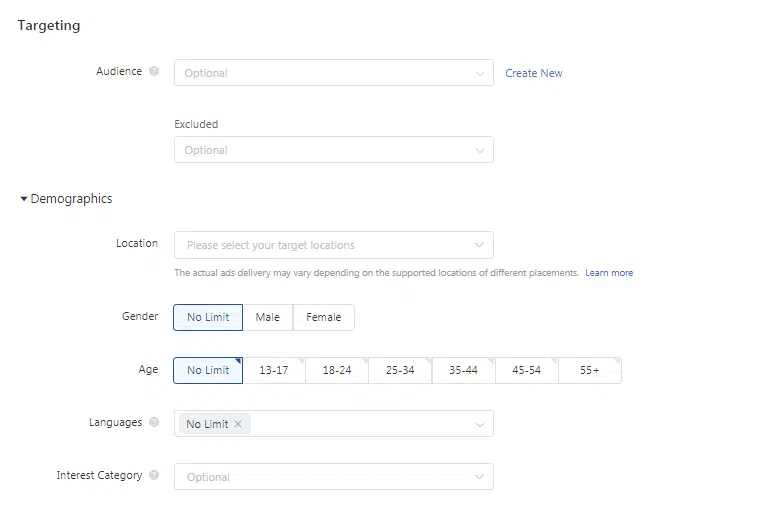 Targeting
Audience Optional Create New
Excluded
Optional
Demographics
Location Please select your target locations
The actual ads delivery may vary depending on the supported locations of different placements. Learn more
Gender No Limit Male Female
Age No Limit 13-17 18-24 25-34 35-44 45-54 55+
Languages No Limit
Interest Category Optional